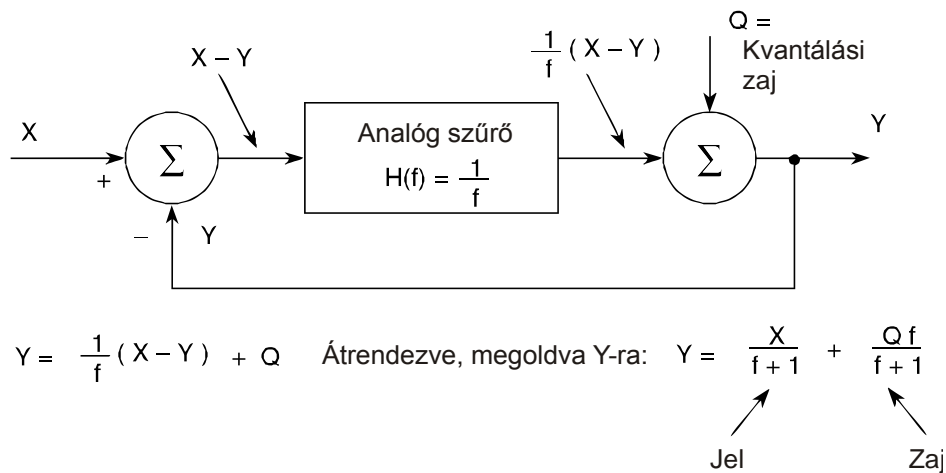 Q =
Kvantálási
zaj
X – Y
1/f ( X – Y )
X
Σ
+
Analóg szűrő
H(f) = 1/f
Σ
Y
– Y
Y = 1/f ( X – Y ) + Q Átrendezve, megoldva Y-ra: Y = X/f + 1 + Q f/f + 1
Jel Zaj